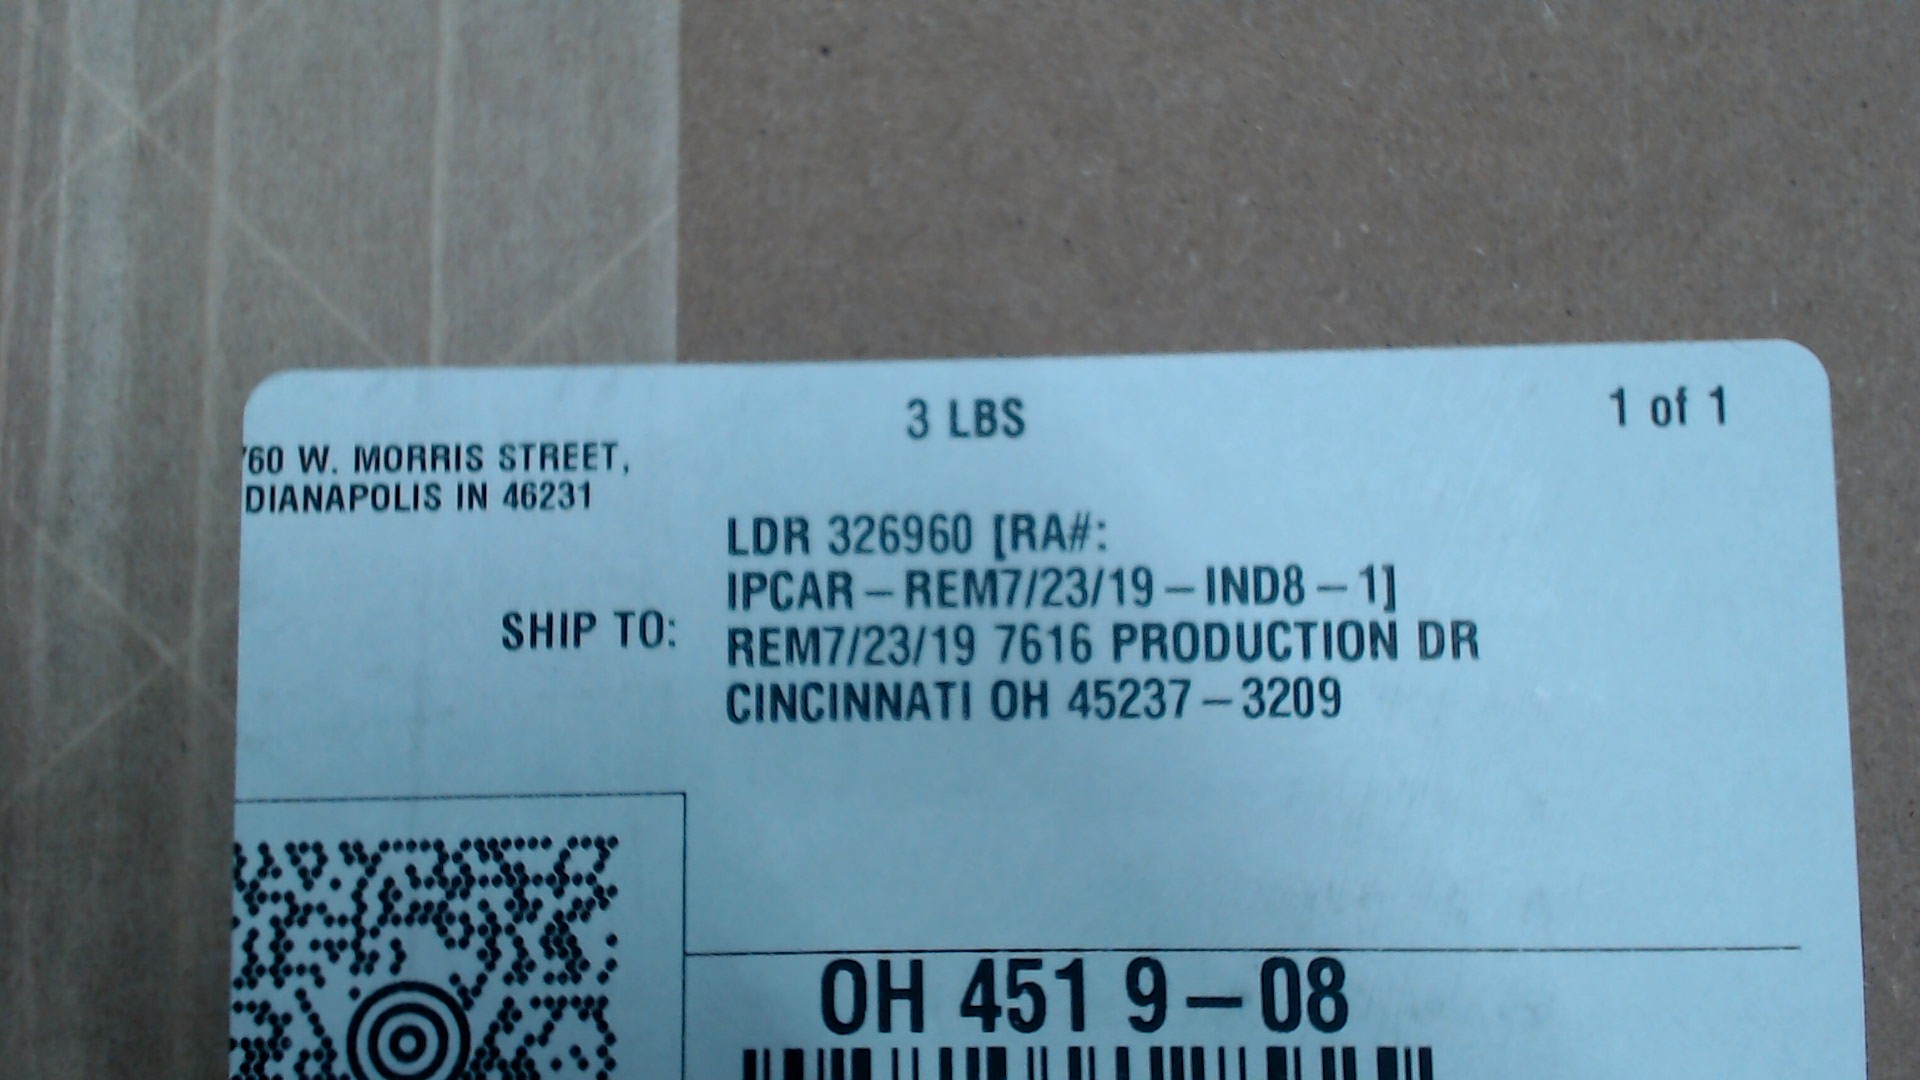 3 LBS
1 of 1
60 W. MORRIS STREET,
DIANAPOLIS IN 46231
LDR 326960 [RA#:
IPCAR-REM7/23/19-IND8-1]
SHIP TO:
REM7/23/19 7616 PRODUCTION DR
CINCINNATI OH 45237-3209
OH 451 9-08